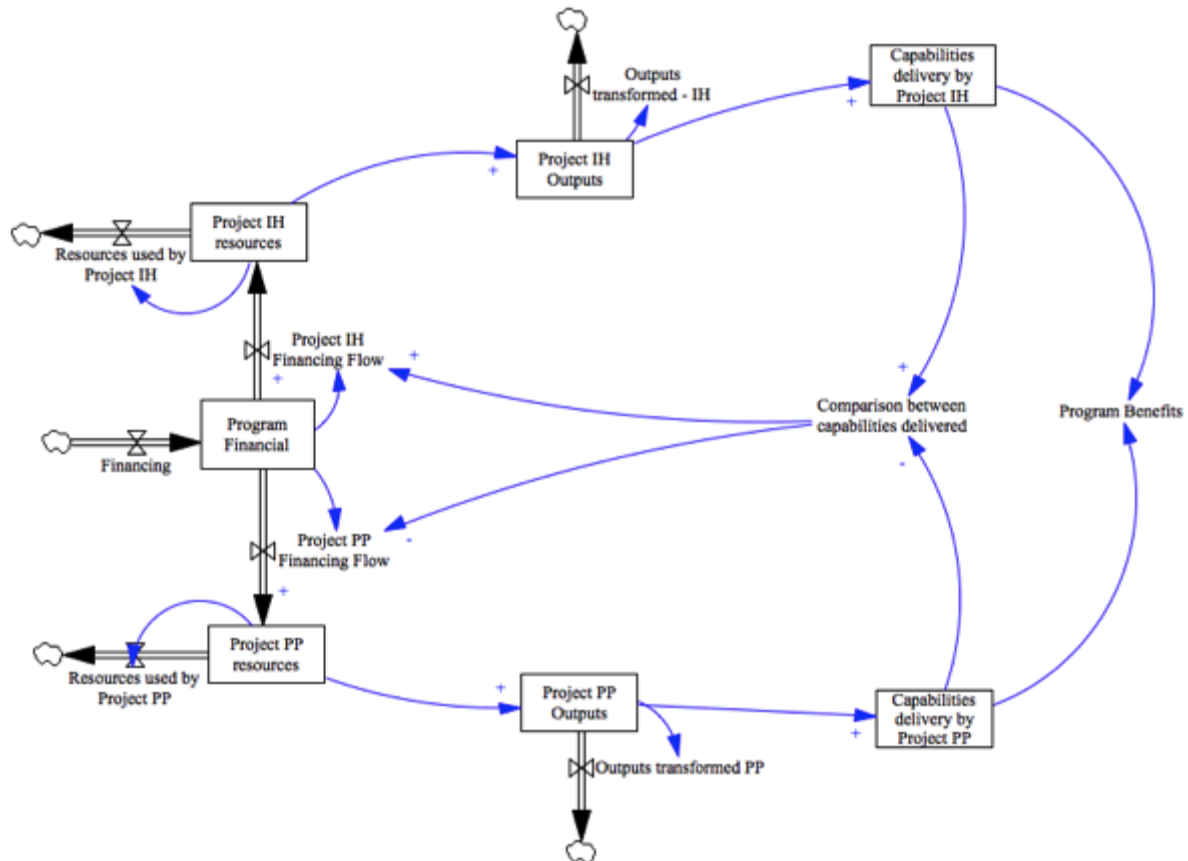 Capabilities
delivery by
Project IH
Outputs
transformed - IH
+
Project IH
Outputs
+
Project IH
resources
Resources used by
Project IH
Project IH
Financing Flow
+
+
+
Program
Financial
Comparison between
capabilities delivered
Program Benefits
Financing
-
Project PP
Financing Flow
-
+
Project PP
resources
Resources used by
Project PP
+
Project PP
Outputs
Capabilities
delivery by
Project PP
+
Outputs transformed PP